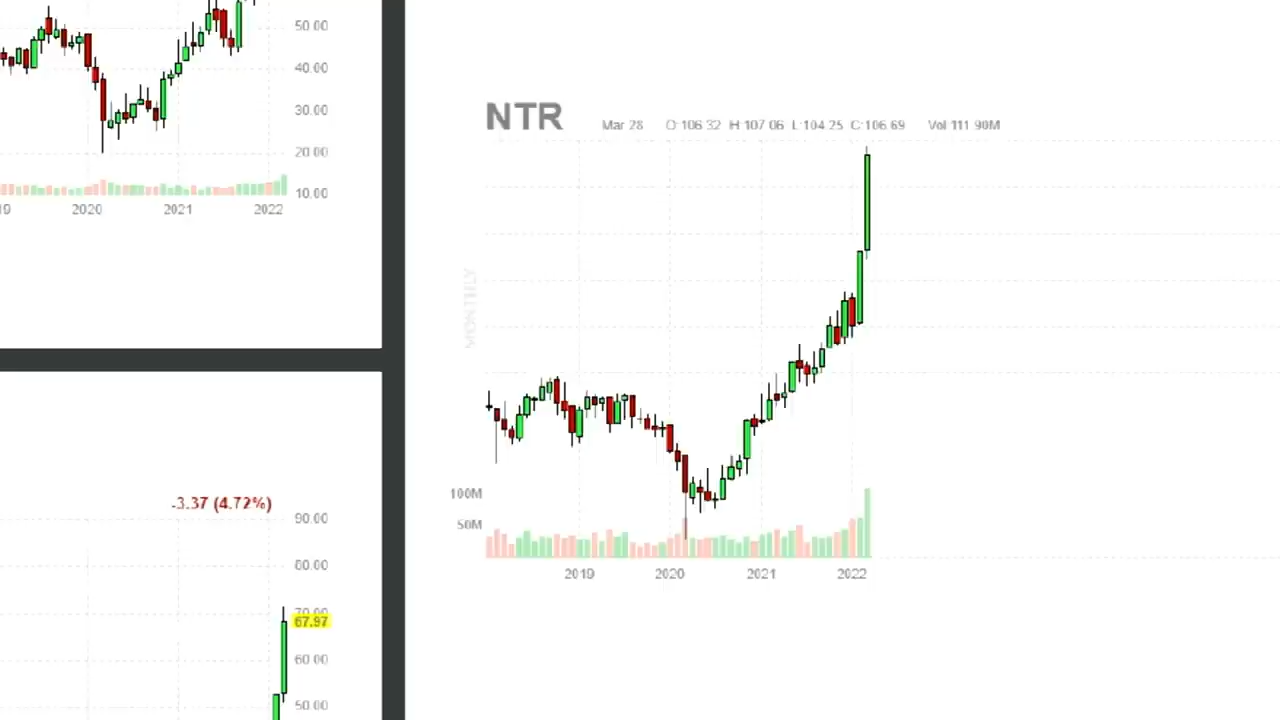 50.00
40.00
30.00
20.00
10.00
2020 2021 2022
-3.37 (4.72%)
90.00
80.00
70.00
67.97
60.00
50.00
NTR Mar 28 O:106.32 H:107.06 L:104.25 C:106.69 Vol:111.90M
MONTHLY
100M
50M
2019 2020 2021 2022